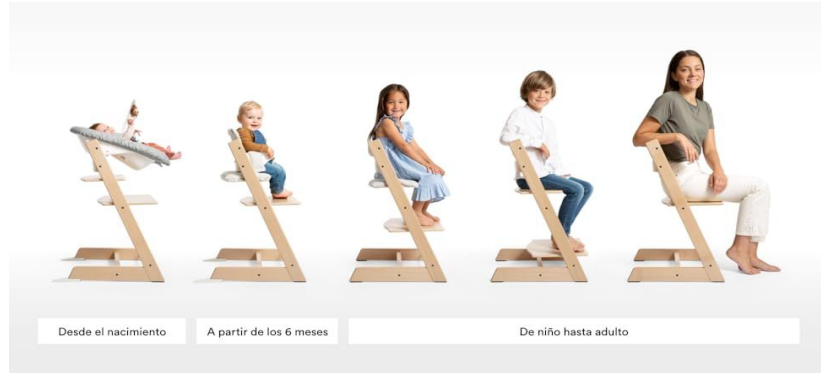 Desde el nacimiento
A partir de los 6 meses
De niño hasta adulto